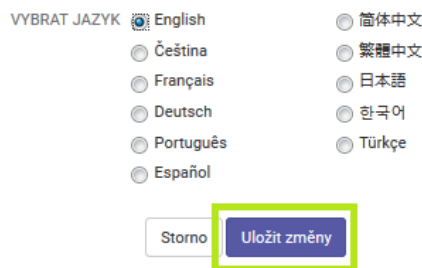 VYBRAT JAZYK English 简体中文
Čeština 繁體中文
Français 日本語
Deutsch 한국어
Português Türkçe
Español
Storno Uložit změny